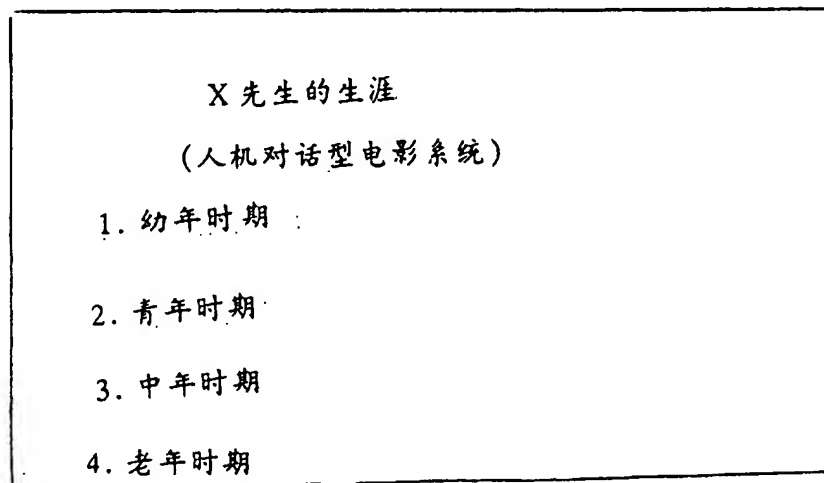 X先生的生涯
(人机对话型电影系统)
1. 幼年时期
2. 青年时期
3. 中年时期
4. 老年时期